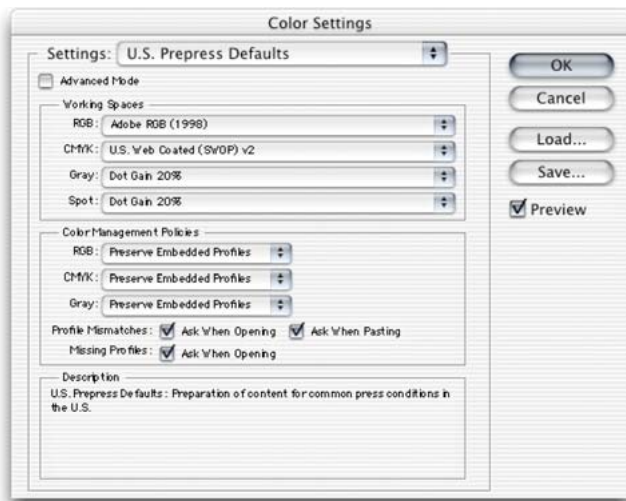 Color Settings
Settings: U.S. Prepress Defaults
Advanced Mode
Working Spaces
RGB: Adobe RGB (1998)
CMYK: U.S. Web Coated (SWOP) v2
Gray: Dot Gain 20%
Spot: Dot Gain 20%
Color Management Policies
RGB: Preserve Embedded Profiles
CMYK: Preserve Embedded Profiles
Gray: Preserve Embedded Profiles
Profile Mismatches: Ask When Opening Ask When Pasting
Missing Profiles: Ask When Opening
Description
U.S. Prepress Defaults: Preparation of content for common press conditions in
the U.S.
OK
Cancel
Load...
Save...
Preview